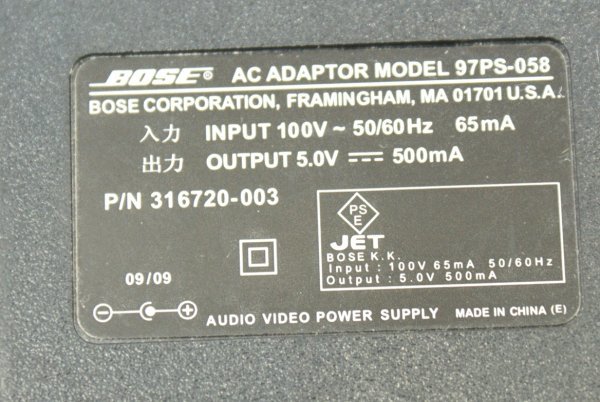 BOSE® AC ADAPTOR MODEL 97PS-058
BOSE CORPORATION, FRAMINGHAM, MA 01701 U.S.A.
入力 INPUT 100V ~ 50/60Hz 65mA
出力 OUTPUT 5.0V ⎓ 500mA
P/N 316720-003
PS
E
JET
BOSE K.K.
Input : 100V 65mA 50/60Hz
Output : 5.0V 500mA
09/09
AUDIO VIDEO POWER SUPPLY MADE IN CHINA (E)